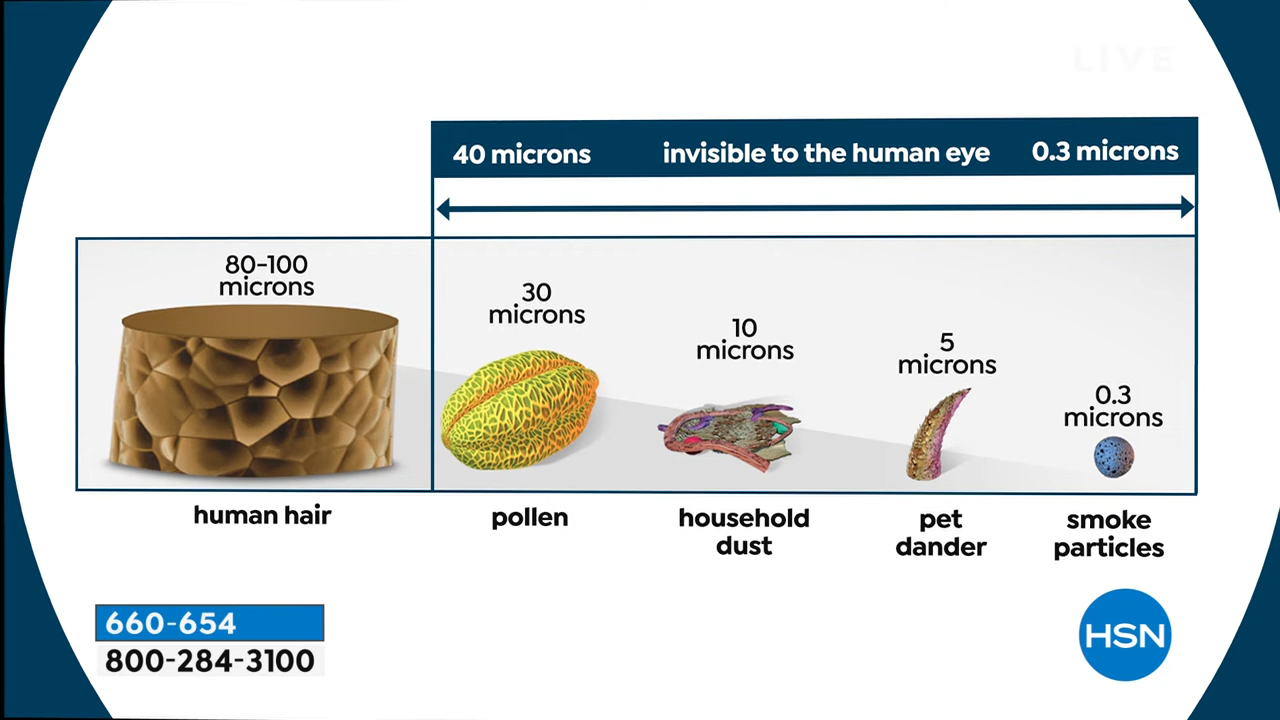 LIVE
40 microns invisible to the human eye 0.3 microns
80-100
microns
30
microns
10
microns
5
microns
0.3
microns
human hair
pollen
household
dust
pet
dander
smoke
particles
660-654
800-284-3100
HSN